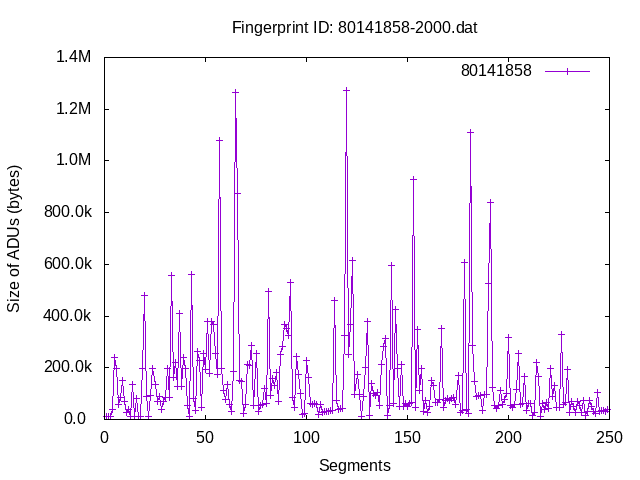 Fingerprint ID: 80141858-2000.dat
80141858
Size of ADUs (bytes)
1.4M
1.2M
1.0M
800.0k
600.0k
400.0k
200.0k
0.0
0 50 100 150 200 250
Segments